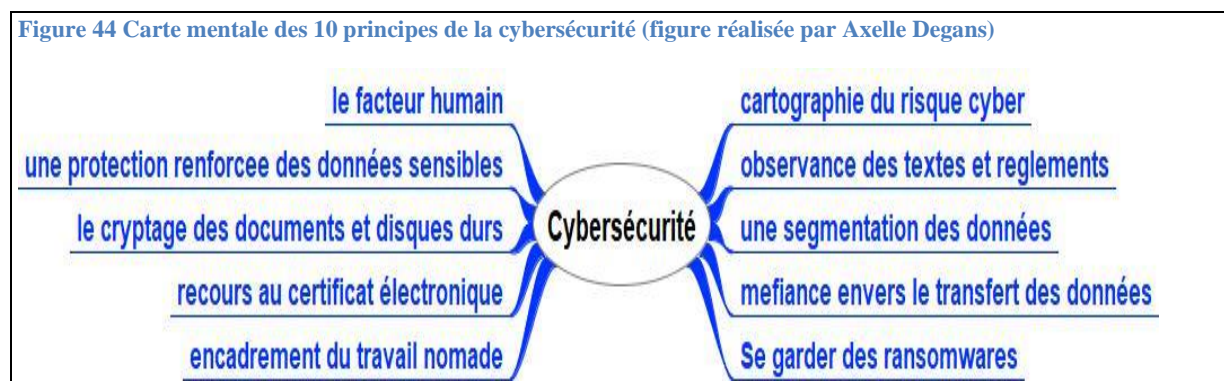 Figure 44 Carte mentale des 10 principes de la cybersécurité (figure réalisée par Axelle Degans)
le facteur humain
une protection renforcee des données sensibles
le cryptage des documents et disques durs
recours au certificat électronique
encadrement du travail nomade
Cybersécurité
cartographie du risque cyber
observance des textes et reglements
une segmentation des données
mefiance envers le transfert des données
Se garder des ransomwares